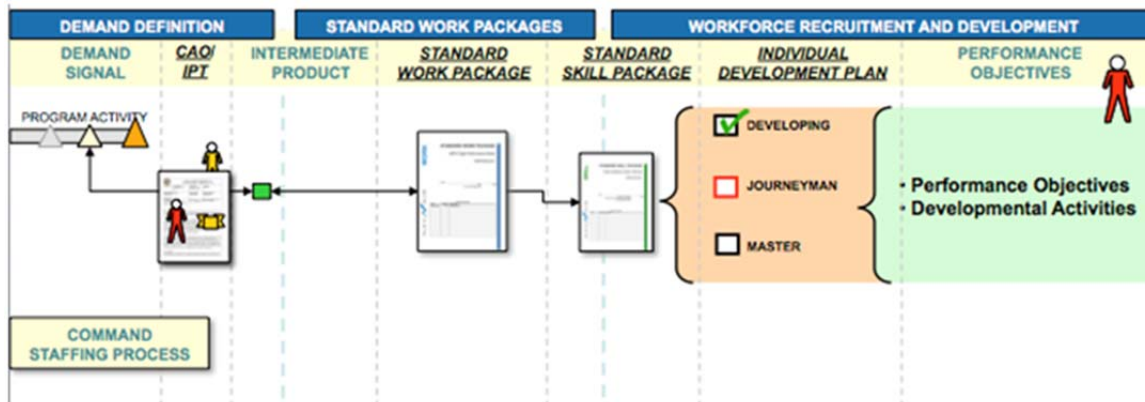 DEMAND DEFINITION
STANDARD WORK PACKAGES
WORKFORCE RECRUITMENT AND DEVELOPMENT
DEMAND
SIGNAL
CAO/
IPT
INTERMEDIATE
PRODUCT
STANDARD
WORK PACKAGE
STANDARD
SKILL PACKAGE
INDIVIDUAL
DEVELOPMENT PLAN
PERFORMANCE
OBJECTIVES
PROGRAM ACTIVITY
DEVELOPING
JOURNEYMAN
MASTER
• Performance Objectives
• Developmental Activities
COMMAND
STAFFING PROCESS